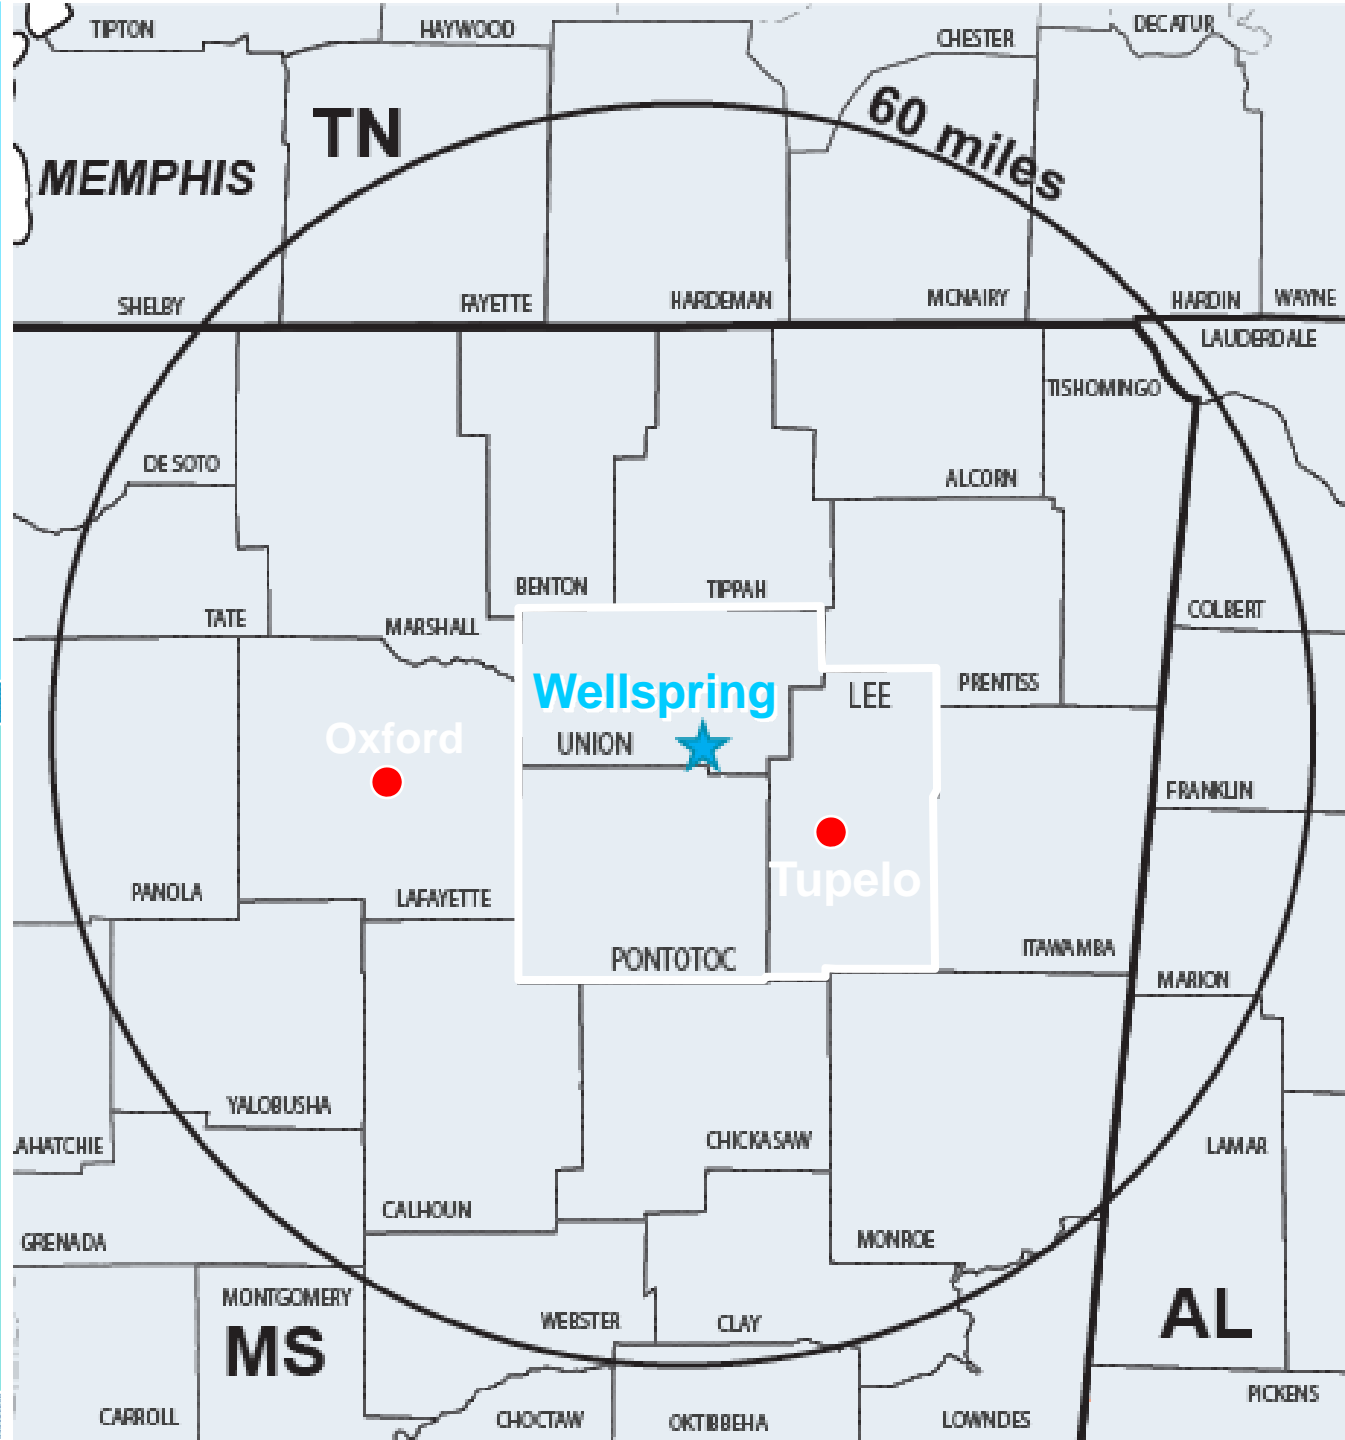 TIPTON
HAYWOOD
CHESTER
DECATUR
TN
60 miles
MEMPHIS
SHELBY
FAYETTE
HARDEMAN
MCNAIRY
HARDIN
WAYNE
LAUDERDALE
TISHOMINGO
DE SOTO
ALCORN
BENTON
TIPPAH
COLBERT
TATE
MARSHALL
PRENTISS
Wellspring
LEE
Oxford
UNION
FRANKLIN
PANOLA
LAFAYETTE
Tupelo
ITAWAMBA
PONTOTOC
MARION
YALOBUSHA
AHATCHIE
CHICKASAW
LAMAR
CALHOUN
GRENADA
MONROE
MONTGOMERY
WEBSTER
CLAY
AL
MS
PICKENS
CARROLL
CHOCTAW
OKTIBBEHA
LOWNDES